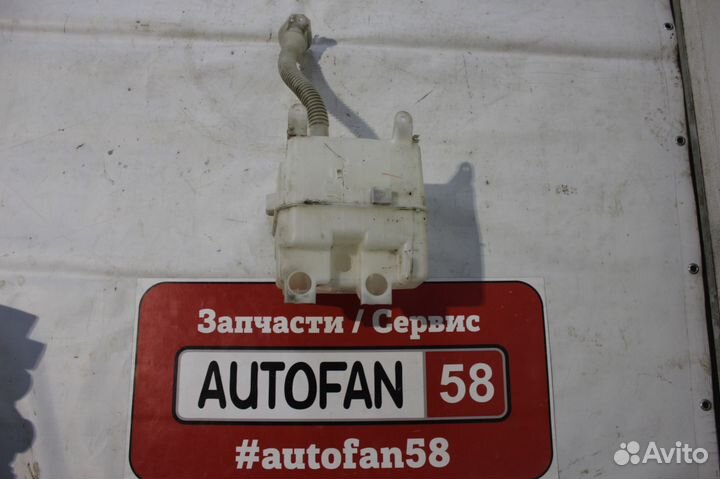 Запчасти / Сервис
AUTOFAN 58
#autofan58
Avito